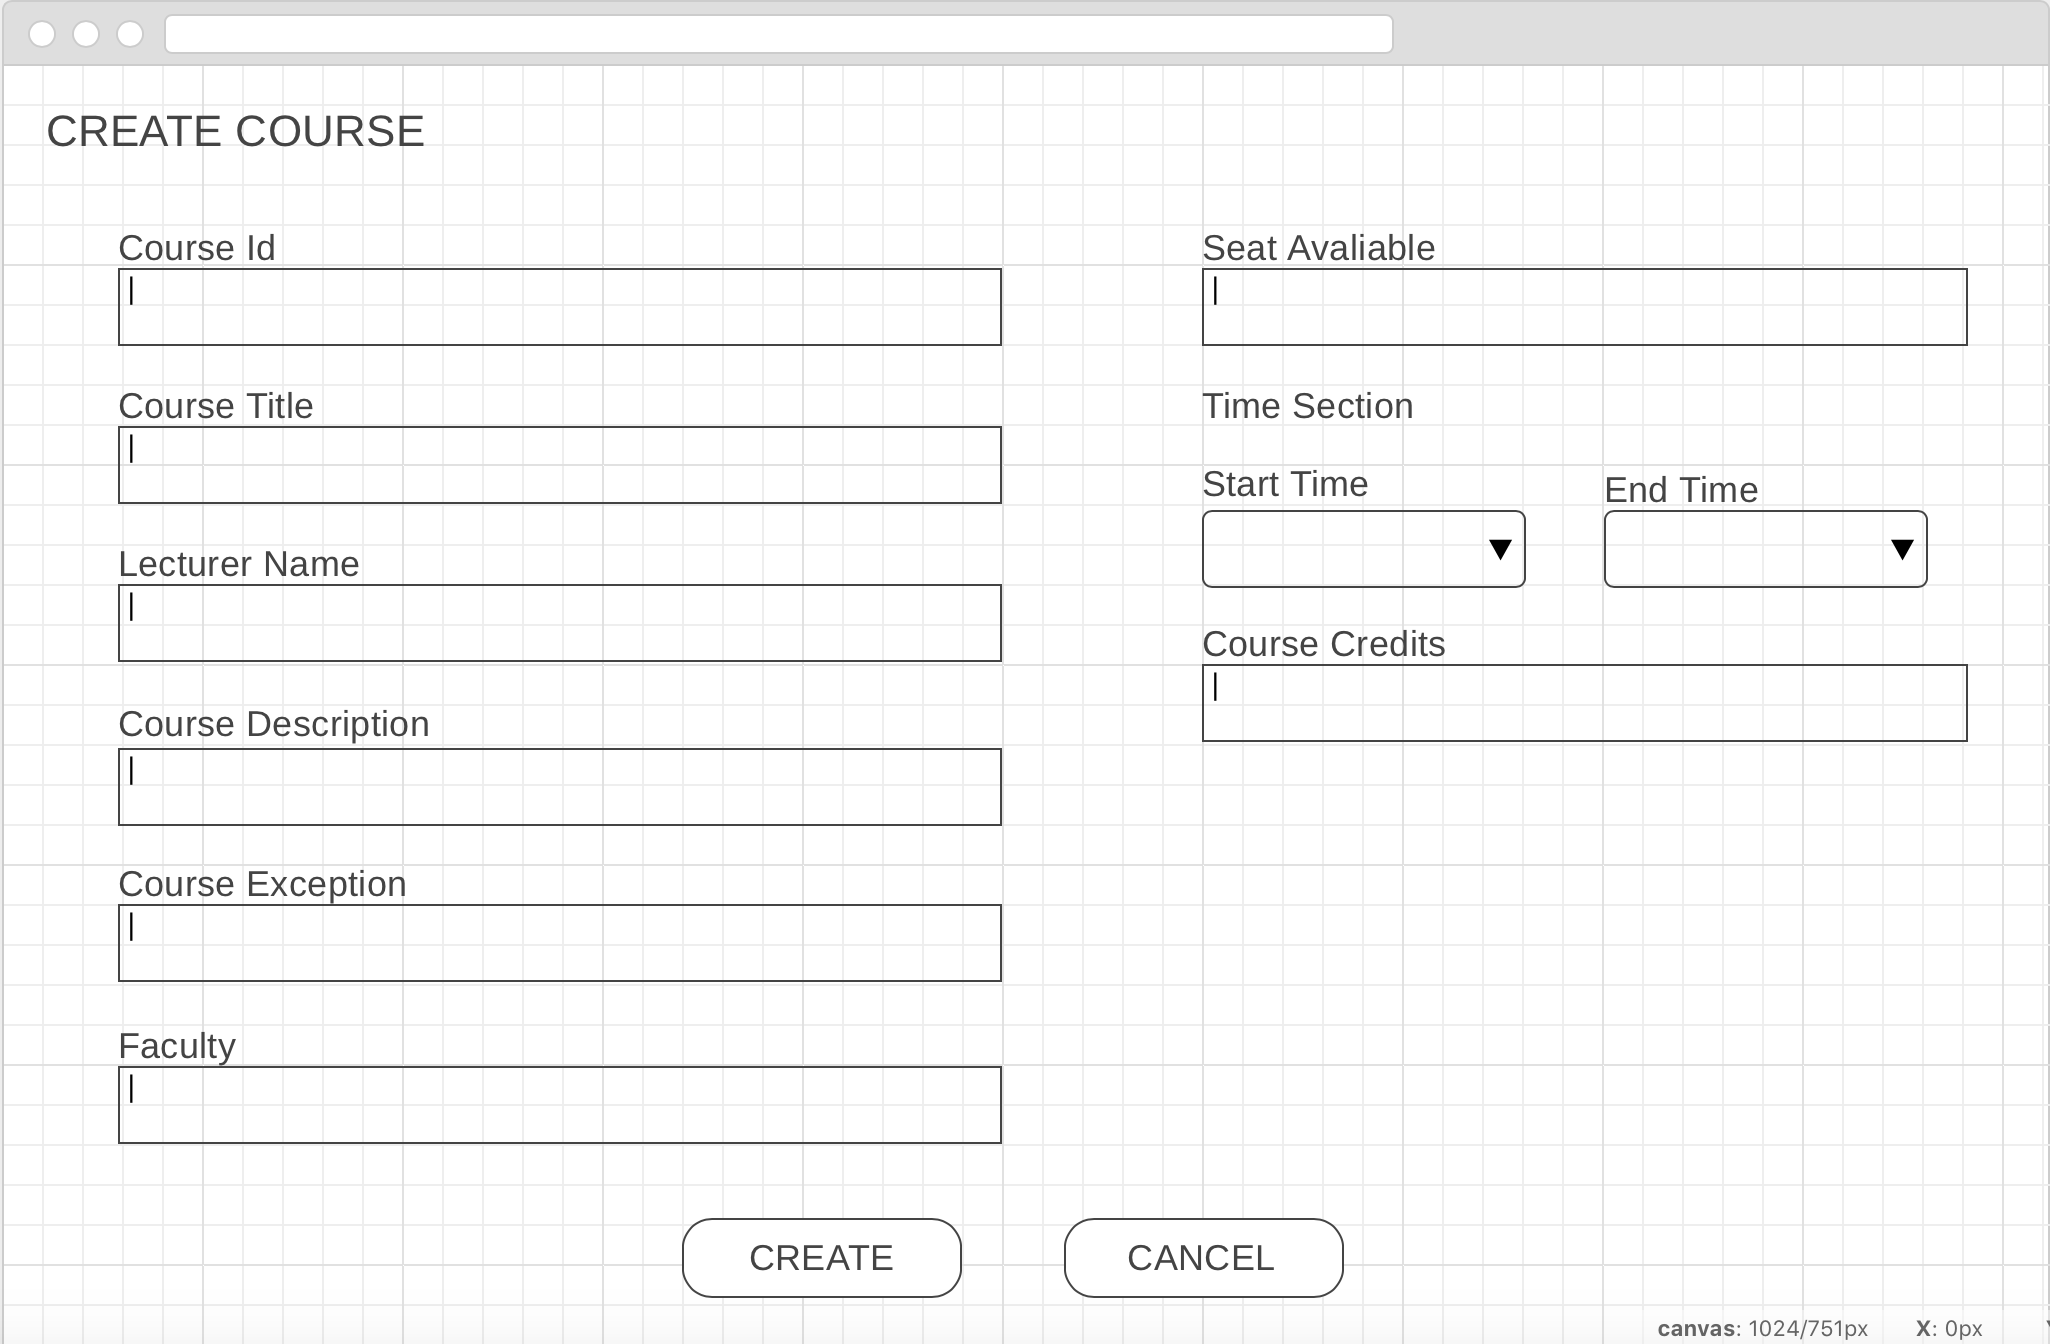 CREATE COURSE
Course Id
Course Title
Lecturer Name
Course Description
Course Exception
Faculty
Seat Avaliable
Time Section
Start Time
End Time
Course Credits
CREATE
CANCEL
canvas: 1024/751px X: 0px